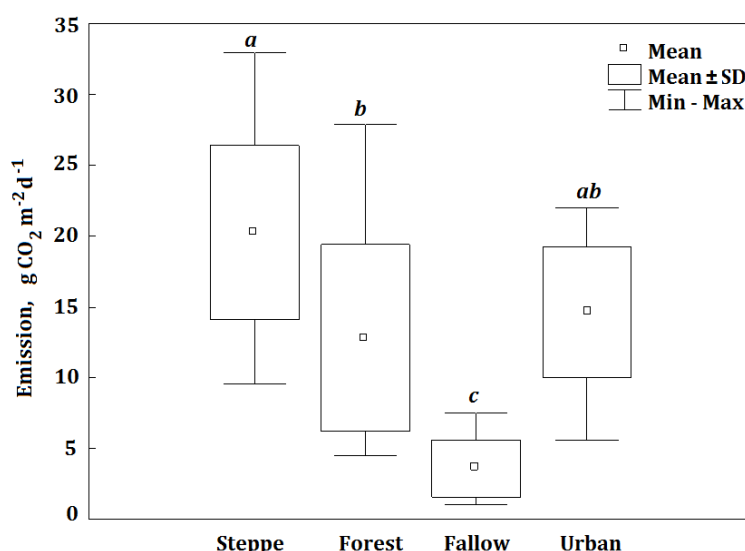 35
30
25
20
15
10
5
0
Emission, g CO₂ m⁻² d⁻¹
a
b
c
ab
Mean
Mean ± SD
Min - Max
Steppe Forest Fallow Urban